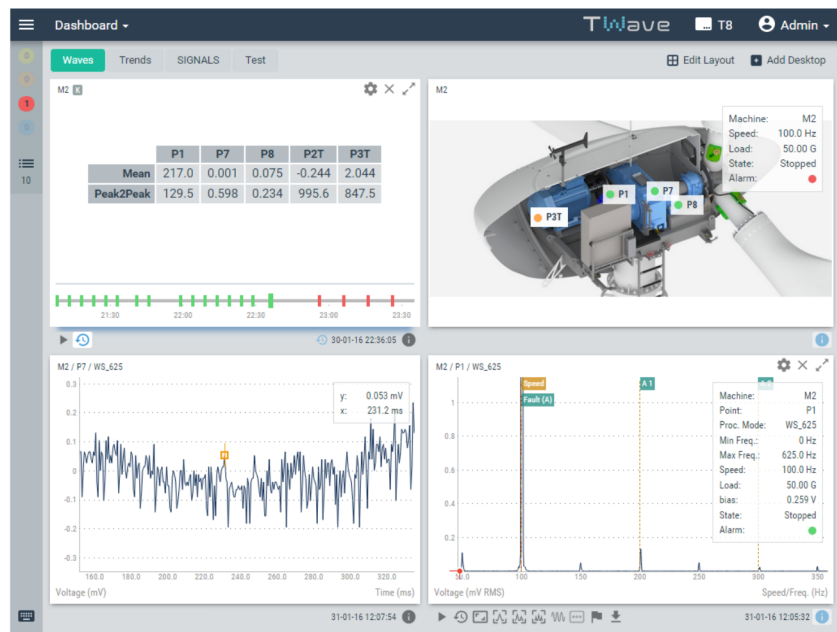 Dashboard
TWave
T8
Admin
0
0
1
0
10
Waves Trends SIGNALS Test
Edit Layout
Add Desktop
M2 K
P1 P7 P8 P2T P3T
Mean 217.0 0.001 0.075 -0.244 2.044
Peak2Peak 129.5 0.598 0.234 995.6 847.5
21:30 22:00 22:30 23:00 23:30
30-01-16 22:36:05
M2
Machine: M2
Speed: 100.0 Hz
Load: 50.00 G
State: Stopped
Alarm:
P1
P7
P8
P3T
M2 / P7 / WS_625
y: 0.053 mV
x: 231.2 ms
0.3
0.2
0.1
0
-0.1
-0.2
-0.3
160.0 180.0 200.0 220.0 240.0 260.0 280.0 300.0 320.0
Voltage (mV) Time (ms)
31-01-16 12:07:54
M2 / P1 / WS_625
Speed
Fault (A)
A 1
Machine: M2
Point: P1
Proc. Mode: WS_625
Min Freq.: 0 Hz
Max Freq.: 625.0 Hz
Speed: 100.0 Hz
Load: 50.00 G
bias: 0.259 V
State: Stopped
Alarm:
1
0.8
0.6
0.4
0.2
50.0 100 150 200 250 300 350
Voltage (mV RMS) Speed/Freq. (Hz)
31-01-16 12:05:32